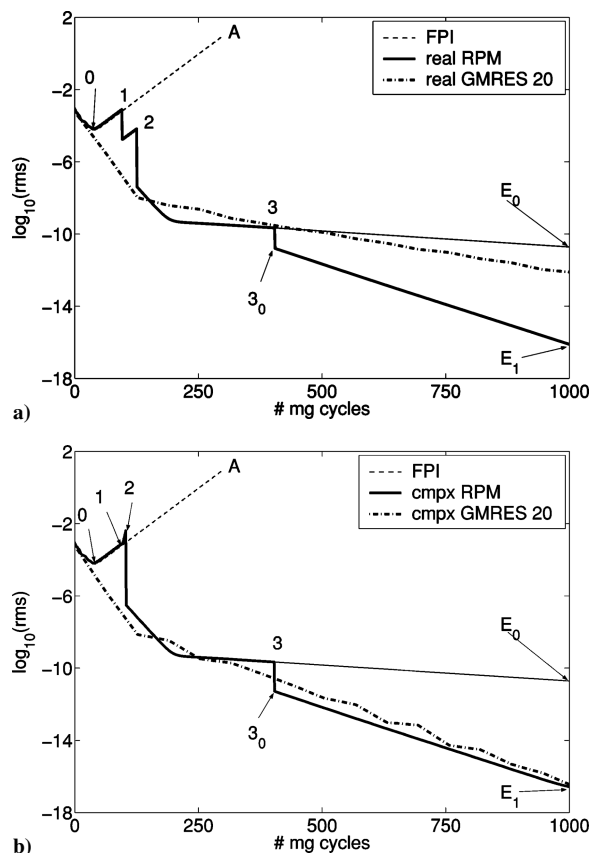 2
A
FPI
real RPM
real GMRES 20
0
−2
1
2
−6
log10(rms)
E0
3
−10
30
−14
E1
−18
0
250
500
750
1000
# mg cycles
a)
2
A
FPI
cmpx RPM
cmpx GMRES 20
2
1
0
−2
−6
log10(rms)
E0
3
−10
30
−14
E1
−18
0
250
500
750
1000
# mg cycles
b)